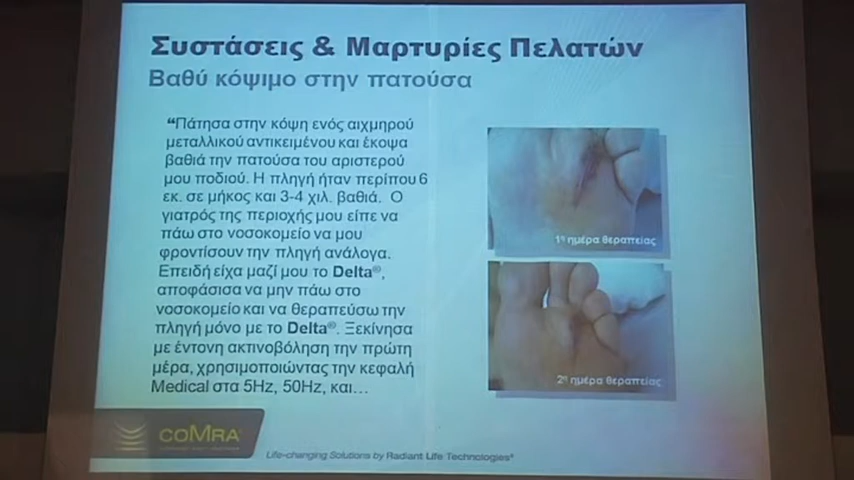 Συστάσεις & Μαρτυρίες Πελατών
Βαθύ κόψιμο στην πατούσα
“Πάτησα στην κόψη ενός αιχμηρού
μεταλλικού αντικειμένου και έκοψα
βαθιά την πατούσα του αριστερού
μου ποδιού. Η πληγή ήταν περίπου 6
εκ. σε μήκος και 3-4 χιλ. βαθιά. Ο
γιατρός της περιοχής μου είπε να
πάω στο νοσοκομείο να μου
φροντίσουν την πληγή ανάλογα.
Επειδή είχα μαζί μου το Delta®,
αποφάσισα να μην πάω στο
νοσοκομείο και να θεραπεύσω την
πληγή μόνο με το Delta®. Ξεκίνησα
με έντονη ακτινοβόληση την πρώτη
μέρα, χρησιμοποιώντας την κεφαλή
Medical στα 5Hz, 50Hz, και…
1η ημέρα θεραπείας
2η ημέρα θεραπείας
coMra
Life-changing Solutions by Radiant Life Technologies